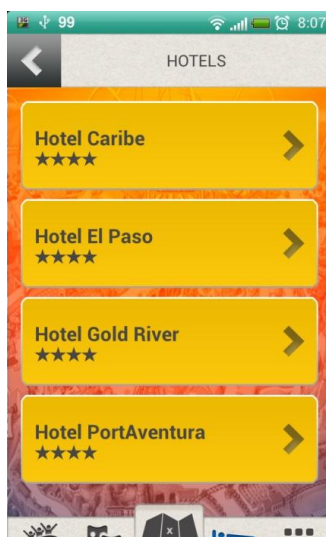 99
8:07
HOTELS
Hotel Caribe
★★★★
Hotel El Paso
★★★★
Hotel Gold River
★★★★
Hotel PortAventura
★★★★